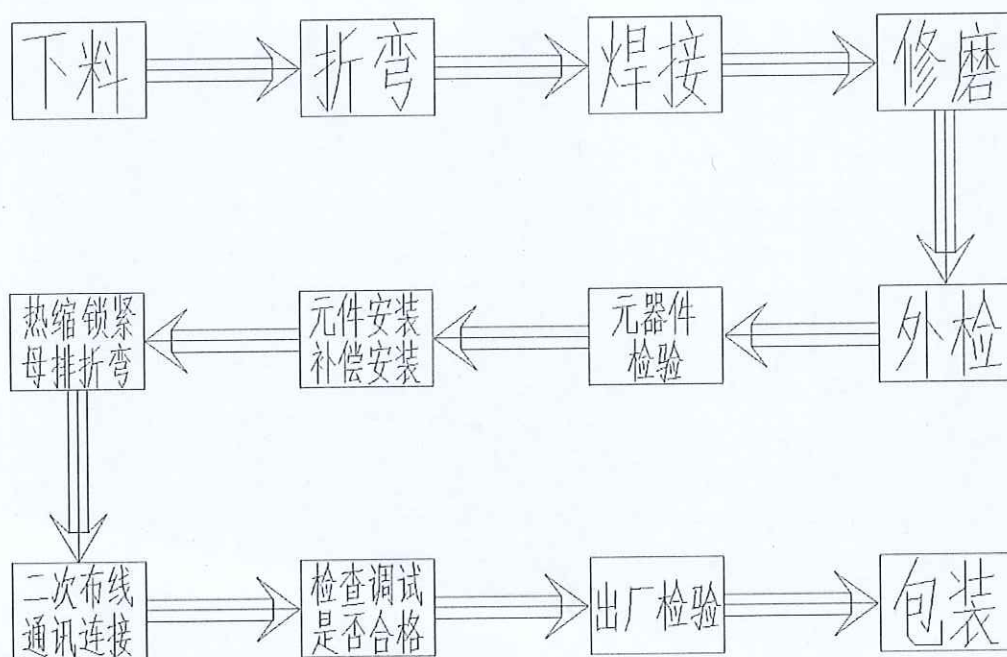 下料
折弯
焊接
修磨
外检
元器件
检验
元件安装
补偿安装
热缩锁紧
母排折弯
二次布线
通讯连接
检查调试
是否合格
出厂检验
包装